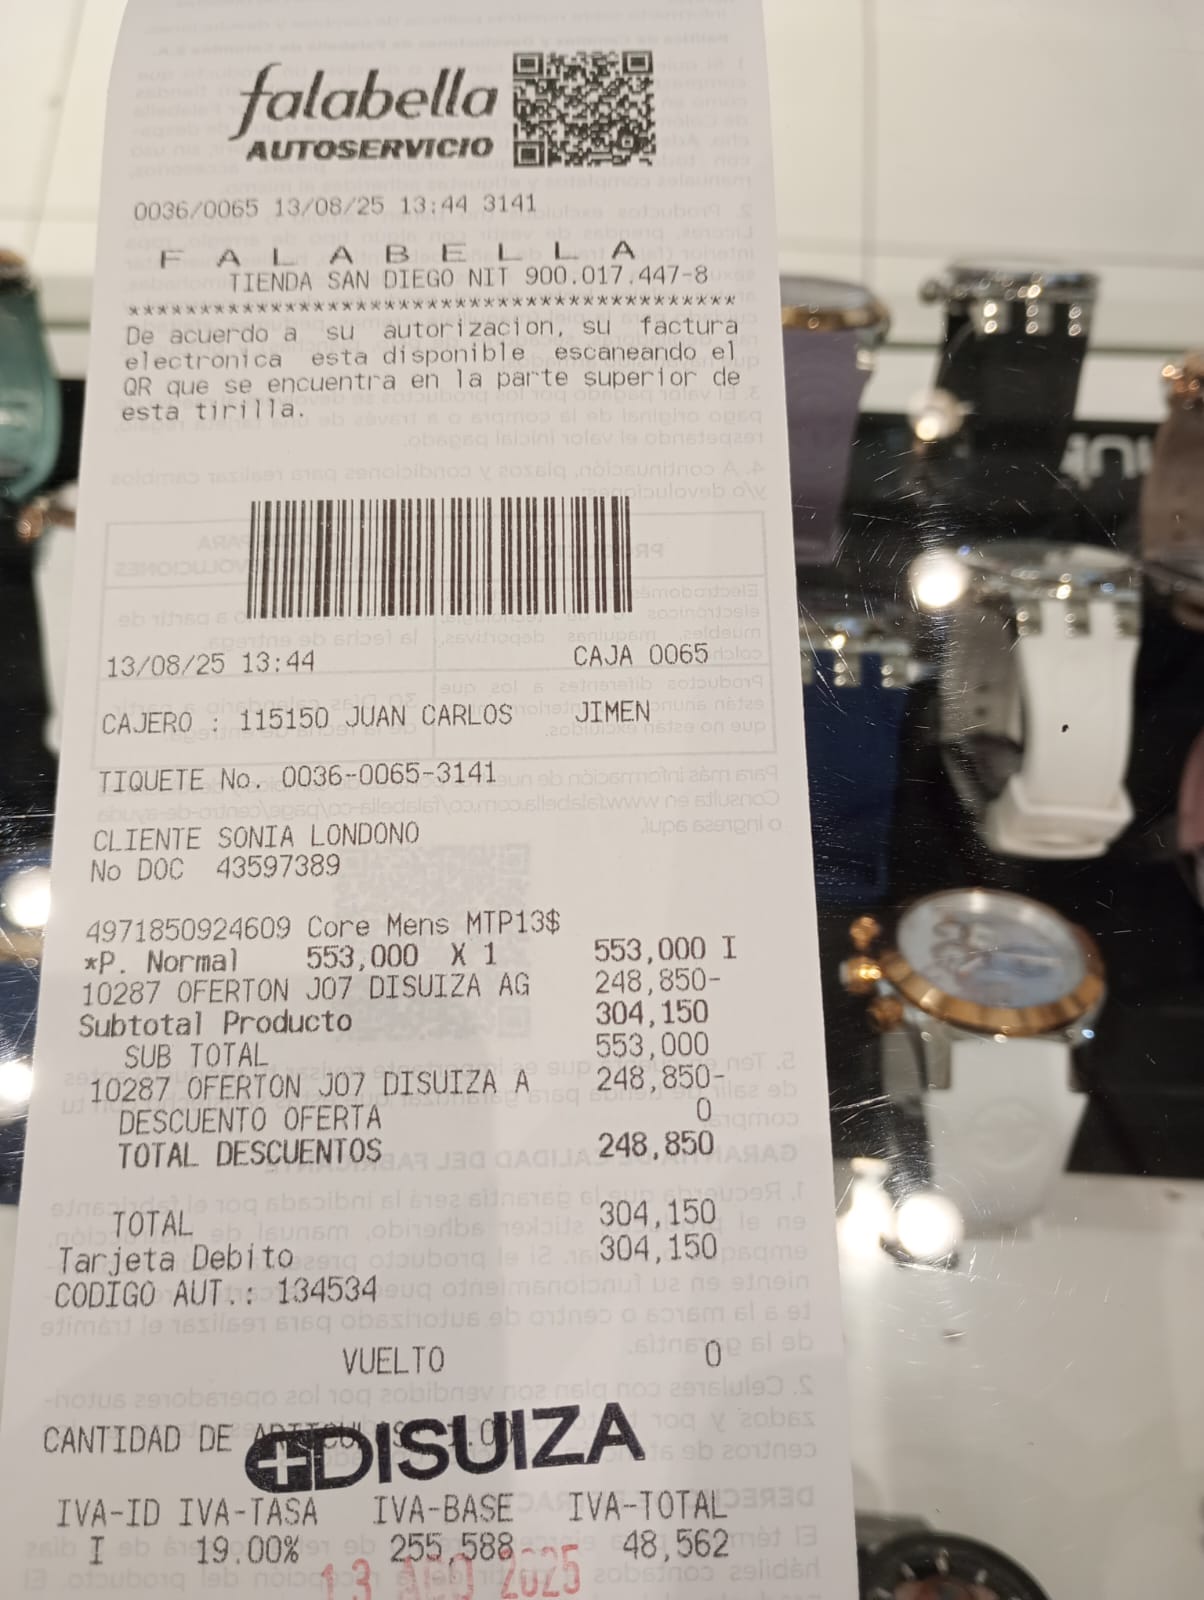 falabella
AUTOSERVICIO
0036/0065 13/08/25 13:44 3141
F A L A B E L L A
TIENDA SAN DIEGO NIT 900.017.447-8
********************************************
De acuerdo a su autorizacion, su factura
electronica esta disponible escaneando el
QR que se encuentra en la parte superior de
esta tirilla.
13/08/25 13:44 CAJA 0065
CAJERO : 115150 JUAN CARLOS JIMEN
TIQUETE No. 0036-0065-3141
CLIENTE SONIA LONDONO
No DOC 43597389
4971850924609 Core Mens MTP13$
*P. Normal 553,000 X 1 553,000 I
10287 OFERTON J07 DISUIZA AG 248,850-
Subtotal Producto 304,150
SUB TOTAL 553,000
10287 OFERTON J07 DISUIZA A 248,850-
DESCUENTO OFERTA 0
TOTAL DESCUENTOS 248,850
TOTAL 304,150
Tarjeta Debito 304,150
CODIGO AUT.: 134534
VUELTO 0
CANTIDAD DE
DISUIZA
IVA-ID IVA-TASA IVA-BASE IVA-TOTAL
I 19.00% 255,588 48,562
13 AGO 2025